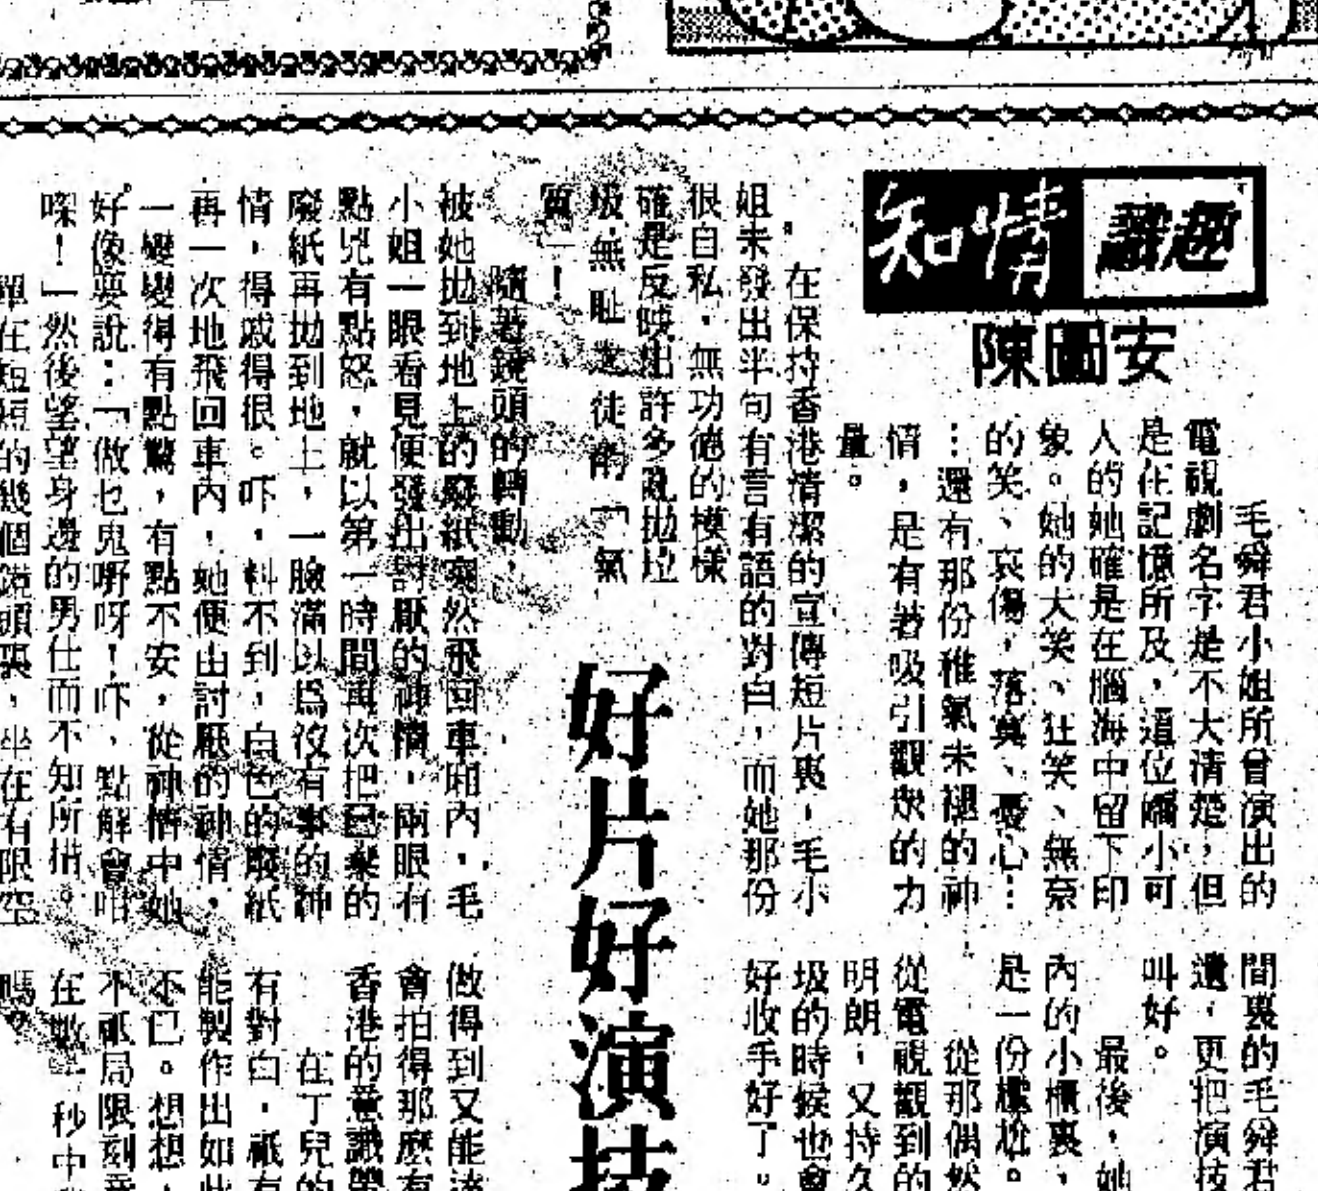 知情識趣
陳圖安
好片好演技
毛舜君小姐所曾演出的
電視劇名字是不大清楚，但
是在記憶所及，這位嬌小可
人的她確是在腦海中留下印
象。她的大笑、狂笑、無奈
的笑、哀傷，落寞、憂心…
…還有那份稚氣未褪的神
情，是有著吸引觀衆的力
量。
在保持香港清潔的宣傳短片裏，毛小
姐未發出半句有言有語的對白，而她那份
很自私，無功德的模樣
確是反映出許多亂拋垃
圾無恥之徒的「氣
質」！
隨著鏡頭的轉動，
被她拋到地上的廢紙突然飛回車廂內，毛
小姐一眼看見便發出討厭的神情，兩眼有
點兒有點怒，就以第一時間再次把已棄的
廢紙再拋到地上，一臉滿以爲沒有事的神
情，得戚得很。吓，料不到，白色的廢紙
再一次地飛回車內，她便由討厭的神情，
一變變得有點驚，有點不安，從神情中她
好像要說：「做乜鬼嘢呀！吓、點解會咁
㗎！」然後望望身邊的男仕而不知所措。
單在短短的幾個鏡頭裏，坐在有限空
間裏的毛舜君
遺，更把演技
叫好。
最後，她
內的小櫃裏，
是一份尷尬。
從那偶然
從電視觀到的
明朗，又持久
圾的時候也會
好收手好了。
做得到又能
會拍得那麼有
香港的意識
在丁兒的
有對白，祇有
能製作出如此
不已。想想，
不祇局限刻
在數一秒中
嗎？